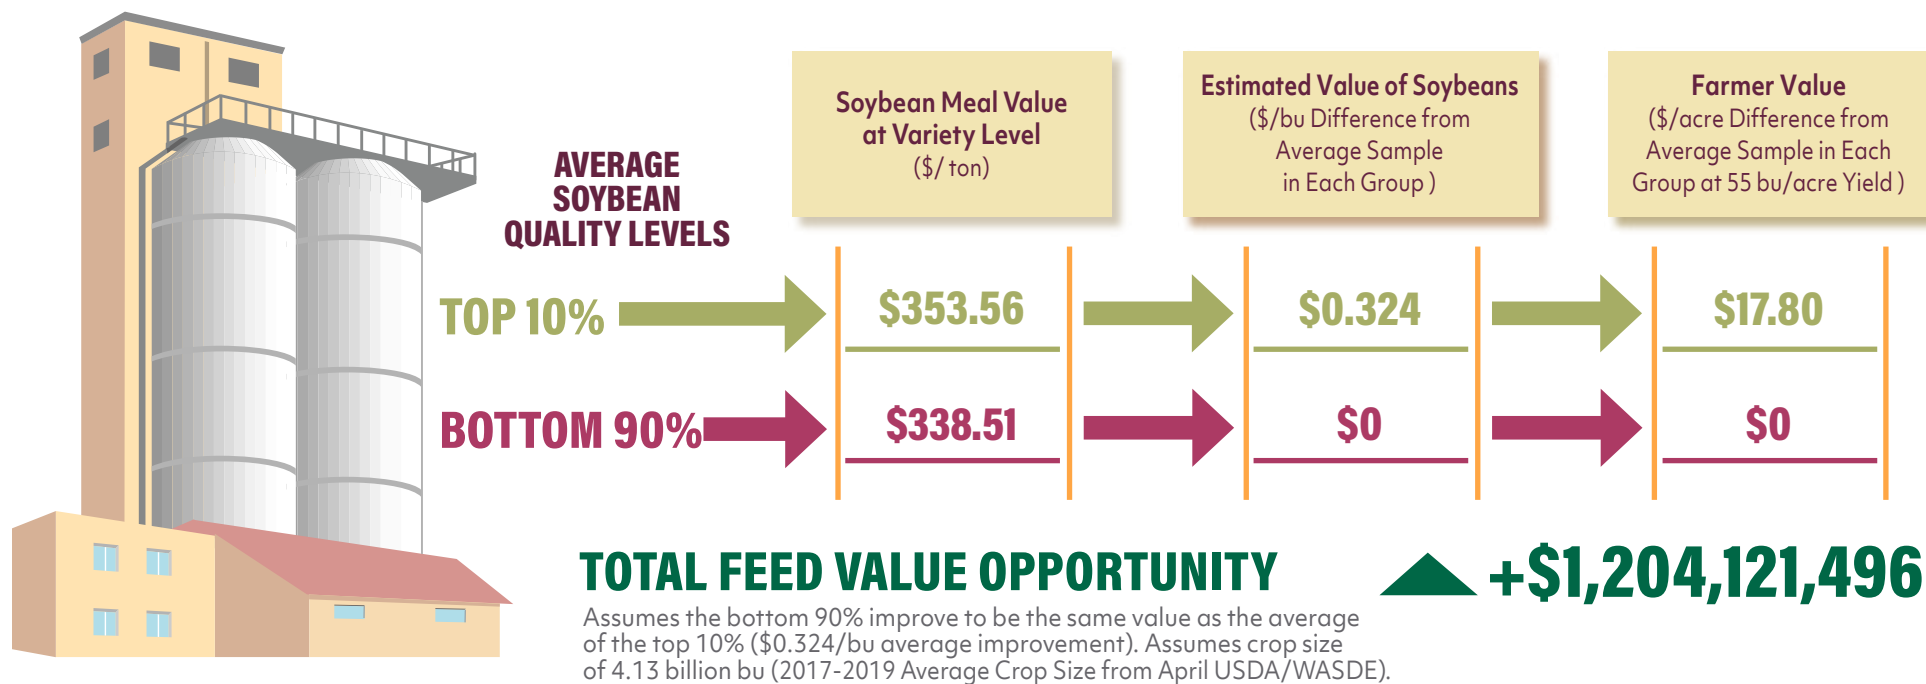 AVERAGE
SOYBEAN
QUALITY LEVELS
Soybean Meal Value
at Variety Level
($/ ton)
Estimated Value of Soybeans
($/bu Difference from
Average Sample
in Each Group )
Farmer Value
($/acre Difference from
Average Sample in Each
Group at 55 bu/acre Yield )
TOP 10% $353.56 $0.324 $17.80
BOTTOM 90% $338.51 $0 $0
TOTAL FEED VALUE OPPORTUNITY +$1,204,121,496
Assumes the bottom 90% improve to be the same value as the average
of the top 10% ($0.324/bu average improvement). Assumes crop size
of 4.13 billion bu (2017-2019 Average Crop Size from April USDA/WASDE).